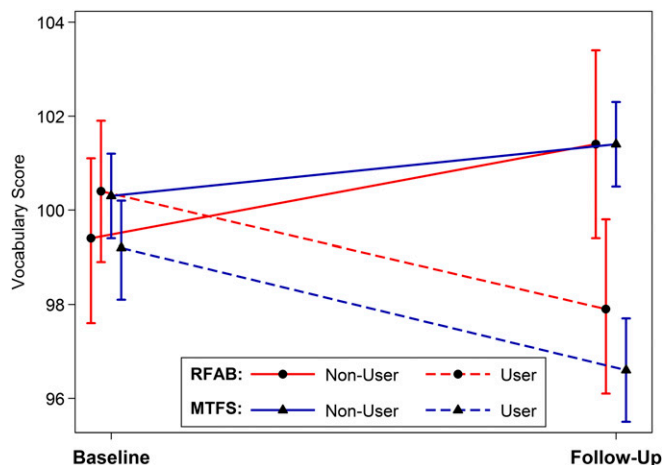 104
102
100
98
96
Vocabulary Score
RFAB: Non-User User
MTFS: Non-User User
Baseline Follow-Up